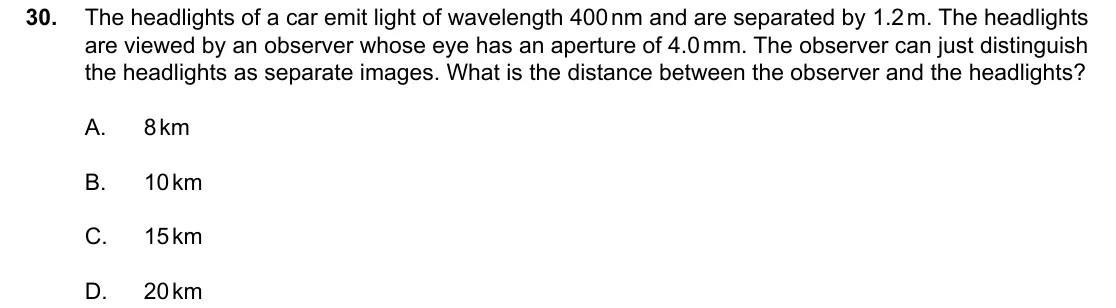 30. The headlights of a car emit light of wavelength 400 nm and are separated by 1.2 m. The headlights
are viewed by an observer whose eye has an aperture of 4.0 mm. The observer can just distinguish
the headlights as separate images. What is the distance between the observer and the headlights?
A. 8 km
B. 10 km
C. 15 km
D. 20 km